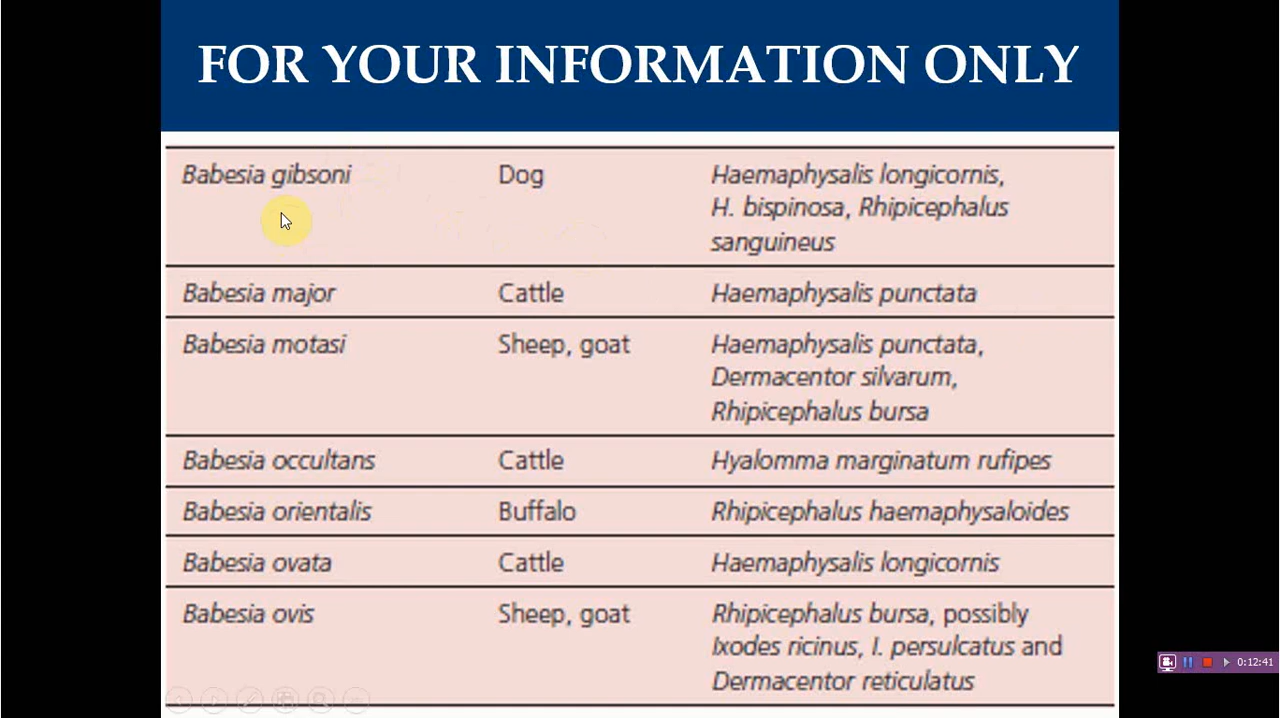 FOR YOUR INFORMATION ONLY
Babesia gibsoni Dog Haemaphysalis longicornis,
H. bispinosa, Rhipicephalus
sanguineus
Babesia major Cattle Haemaphysalis punctata
Babesia motasi Sheep, goat Haemaphysalis punctata,
Dermacentor silvarum,
Rhipicephalus bursa
Babesia occultans Cattle Hyalomma marginatum rufipes
Babesia orientalis Buffalo Rhipicephalus haemaphysaloides
Babesia ovata Cattle Haemaphysalis longicornis
Babesia ovis Sheep, goat Rhipicephalus bursa, possibly
Ixodes ricinus, I. persulcatus and
Dermacentor reticulatus
0:12:41